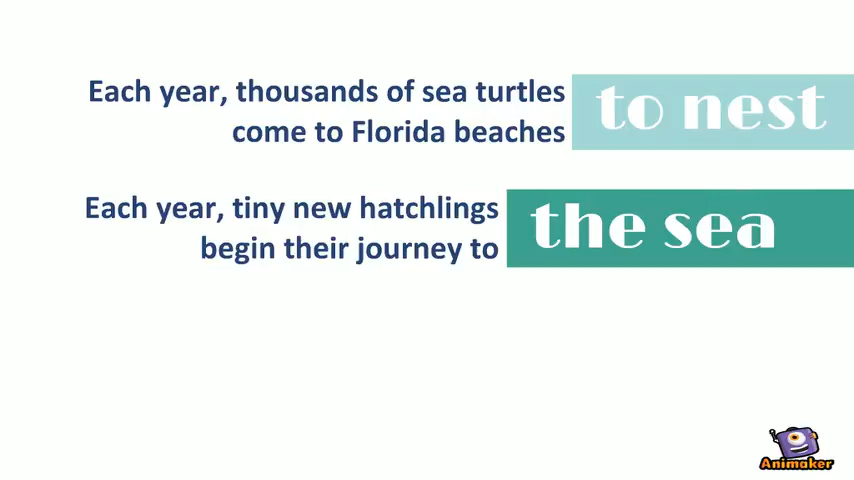 Each year, thousands of sea turtles
come to Florida beaches
to nest
Each year, tiny new hatchlings
begin their journey to
the sea
Animaker